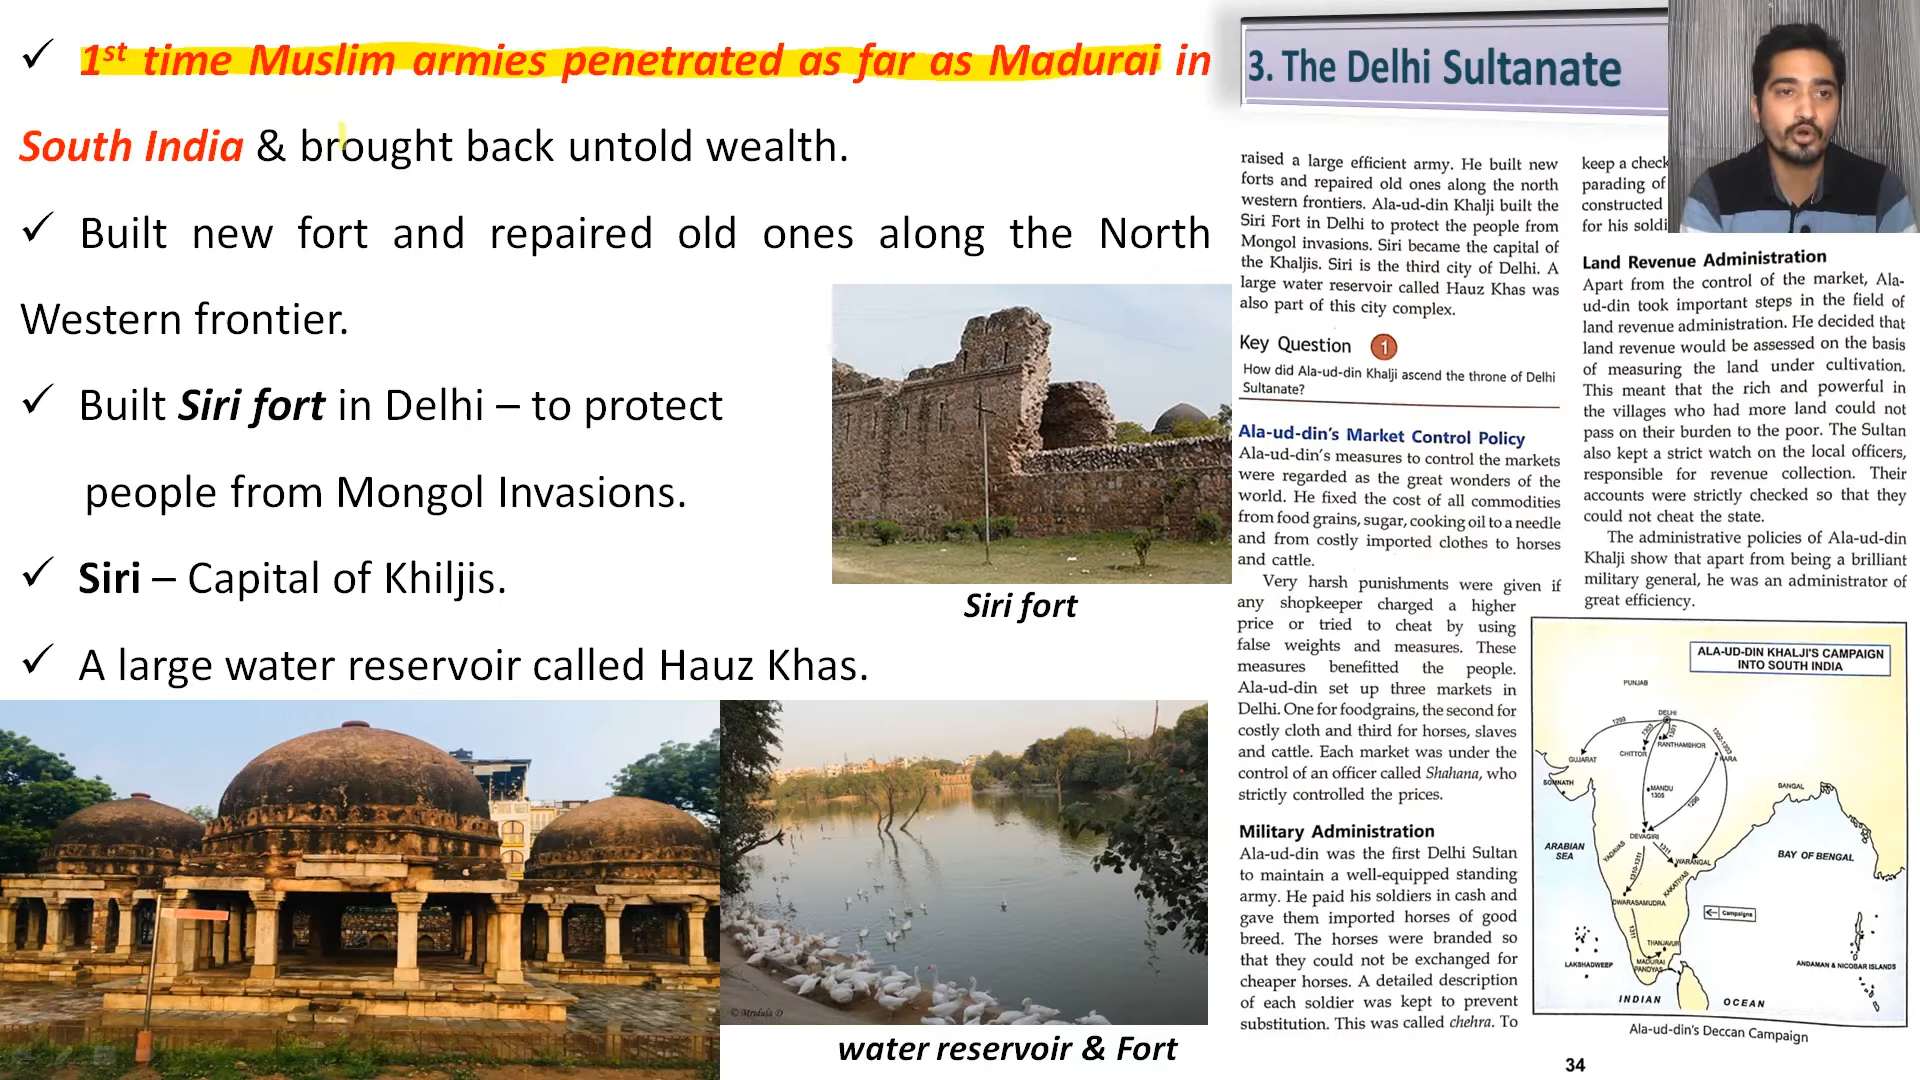 ✓ 1st time Muslim armies penetrated as far as Madurai in
South India & brought back untold wealth.
✓ Built new fort and repaired old ones along the North
Western frontier.
✓ Built Siri fort in Delhi – to protect
people from Mongol Invasions.
✓ Siri – Capital of Khiljis.
✓ A large water reservoir called Hauz Khas.
Siri fort
© Mridula D
water reservoir & Fort
3. The Delhi Sultanate
raised a large efficient army. He built new
forts and repaired old ones along the north
western frontiers. Ala-ud-din Khalji built the
Siri Fort in Delhi to protect the people from
Mongol invasions. Siri became the capital of
the Khaljis. Siri is the third city of Delhi. A
large water reservoir called Hauz Khas was
also part of this city complex.
Key Question 1
How did Ala-ud-din Khalji ascend the throne of Delhi
Sultanate?
Ala-ud-din's Market Control Policy
Ala-ud-din's measures to control the markets
were regarded as the great wonders of the
world. He fixed the cost of all commodities
from food grains, sugar, cooking oil to a needle
and from costly imported clothes to horses
and cattle.
Very harsh punishments were given if
any shopkeeper charged a higher
price or tried to cheat by using
false weights and measures. These
measures benefitted the people.
Ala-ud-din set up three markets in
Delhi. One for foodgrains, the second for
costly cloth and third for horses, slaves
and cattle. Each market was under the
control of an officer called Shahana, who
strictly controlled the prices.
Military Administration
Ala-ud-din was the first Delhi Sultan
to maintain a well-equipped standing
army. He paid his soldiers in cash and
gave them imported horses of good
breed. The horses were branded so
that they could not be exchanged for
cheaper horses. A detailed description
of each soldier was kept to prevent
substitution. This was called chehra. To
keep a check
parading of
constructed
for his soldi
Land Revenue Administration
Apart from the control of the market, Ala-
ud-din took important steps in the field of
land revenue administration. He decided that
land revenue would be assessed on the basis
of measuring the land under cultivation.
This meant that the rich and powerful in
the villages who had more land could not
pass on their burden to the poor. The Sultan
also kept a strict watch on the local officers,
responsible for revenue collection. Their
accounts were strictly checked so that they
could not cheat the state.
The administrative policies of Ala-ud-din
Khalji show that apart from being a brilliant
military general, he was an administrator of
great efficiency.
ALA-UD-DIN KHALJI'S CAMPAIGN
INTO SOUTH INDIA
PUNJAB
DELHI
1299
1303
1301
1302-1303
CHITTOR
RANTHAMBHOR
KARA
GUJARAT
SOMNATH
MANDU
1305
BANGAL
1296
DEVAGIRI
YADAVAS
1311
WARANGAL
ARABIAN
SEA
BAY OF BENGAL
1310-1311
KAKATIYAS
DWARASAMUDRA
Campaigns
1311
THANJAVUR
MADURAI
PANDYAS
LAKSHADWEEP
ANDAMAN & NICOBAR ISLANDS
INDIAN OCEAN
Ala-ud-din's Deccan Campaign
34